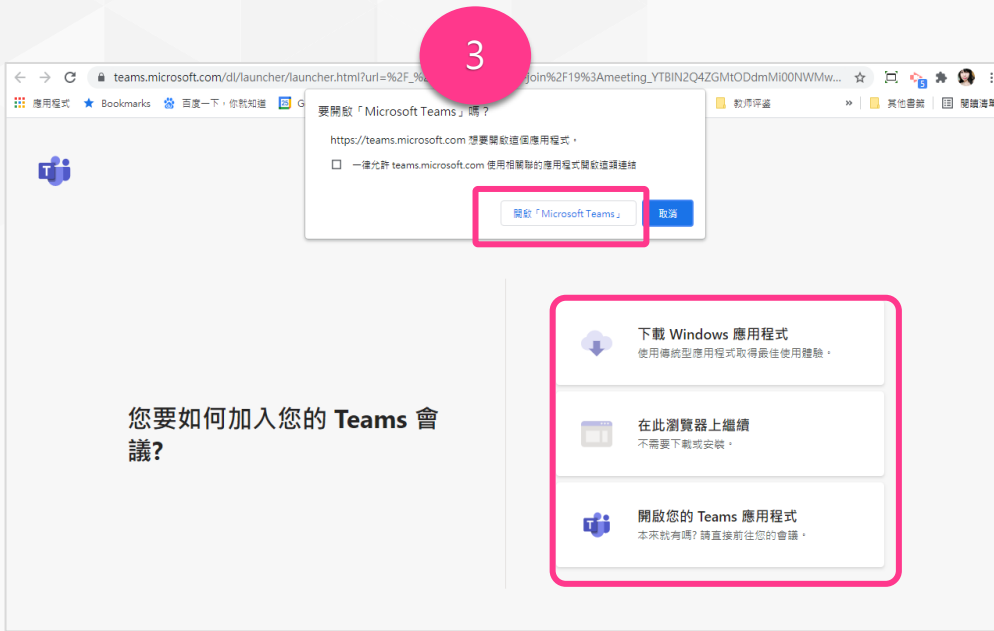 3
teams.microsoft.com/dl/launcher/launcher.html?url=%2F_%2 join%2F19%3Ameeting_YTBlN2Q4ZGMtODdmMi00NWMw...
5
應用程式 Bookmarks 百度一下，你就知道 25 G 教师评鉴 » 其他書籤 閱讀清單
要開啟「Microsoft Teams」嗎？
https://teams.microsoft.com 想要開啟這個應用程式。
一律允許 teams.microsoft.com 使用相關聯的應用程式開啟這類連結
開啟「Microsoft Teams」 取消
下載 Windows 應用程式
使用傳統型應用程式取得最佳使用體驗。
您要如何加入您的 Teams 會
議?
在此瀏覽器上繼續
不需要下載或安裝。
開啟您的 Teams 應用程式
本來就有嗎? 請直接前往您的會議。